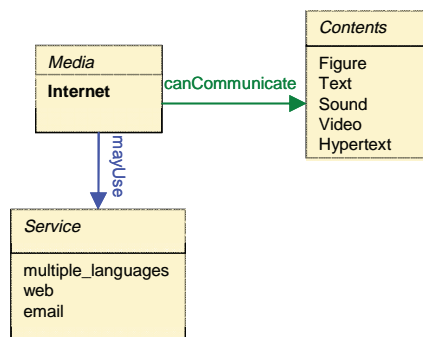 Media
Internet
canCommunicate
Contents
Figure
Text
Sound
Video
Hypertext
mayUse
Service
multiple_languages
web
email